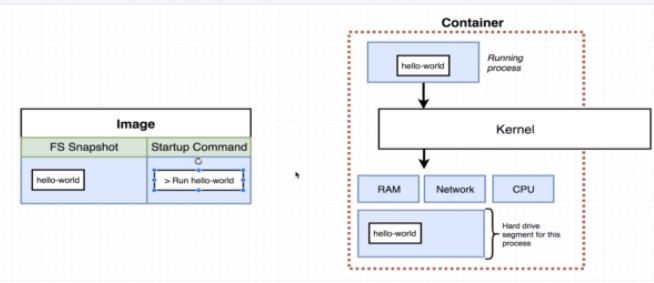 Container
hello-world
Running
process
Image
FS Snapshot
Startup Command
hello-world
> Run hello-world
Kernel
RAM
Network
CPU
hello-world
Hard drive
segment for this
process